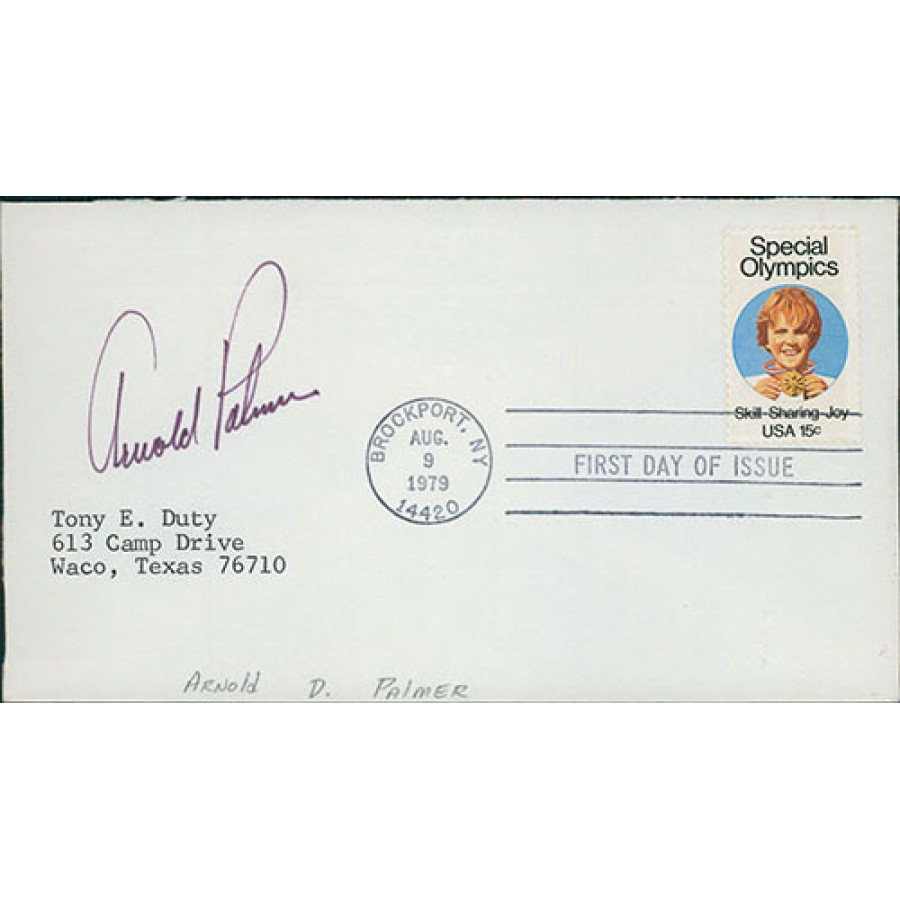 Special
Olympics
Skill-Sharing-Joy
USA 15c
Arnold Palmer
BROCKPORT, NY
AUG.
9
1979
14420
FIRST DAY OF ISSUE
Tony E. Duty
613 Camp Drive
Waco, Texas 76710
ARNOLD D. PALMER